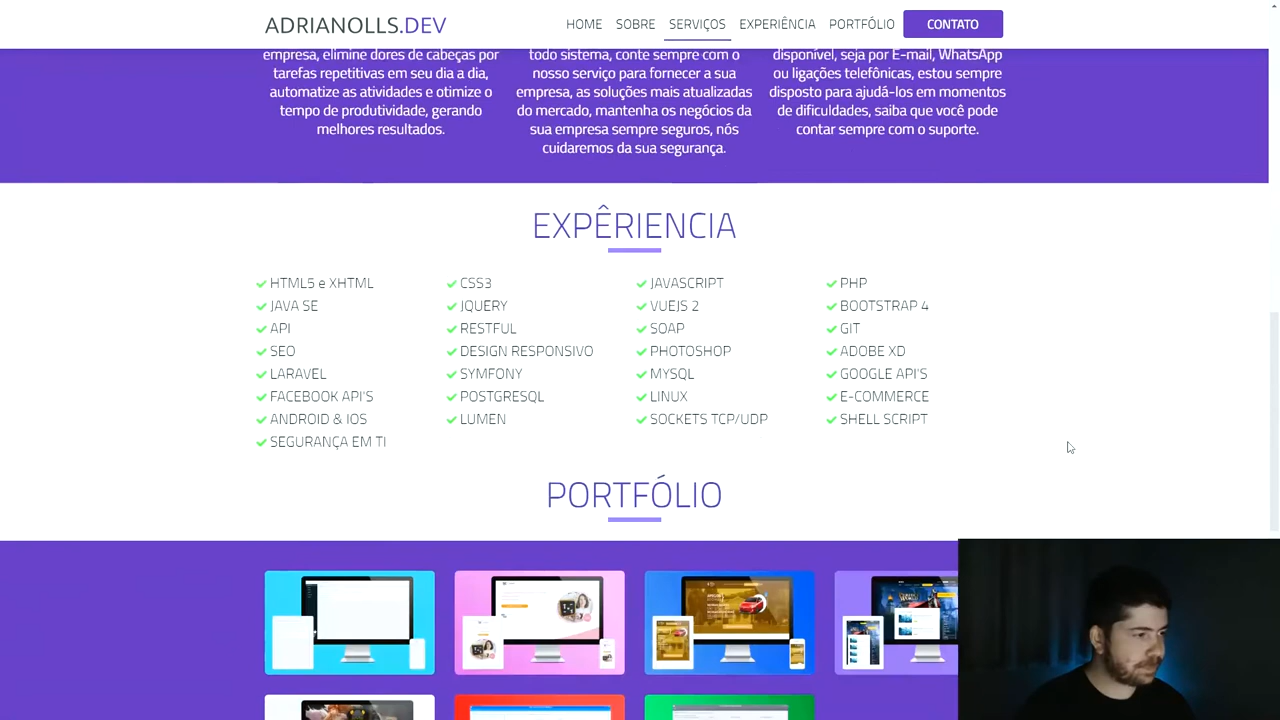 ADRIANOLLS.DEV
HOME SOBRE SERVIÇOS EXPERIÊNCIA PORTFÓLIO CONTATO
empresa, elimine dores de cabeças por
tarefas repetitivas em seu dia a dia,
automatize as atividades e otimize o
tempo de produtividade, gerando
melhores resultados.
todo sistema, conte sempre com o
nosso serviço para fornecer a sua
empresa, as soluções mais atualizadas
do mercado, mantenha os negócios da
sua empresa sempre seguros, nós
cuidaremos da sua segurança.
disponível, seja por E-mail, WhatsApp
ou ligações telefônicas, estou sempre
disposto para ajudá-los em momentos
de dificuldades, saiba que você pode
contar sempre com o suporte.
EXPÊRIENCIA
HTML5 e XHTML CSS3 JAVASCRIPT PHP
JAVA SE JQUERY VUEJS 2 BOOTSTRAP 4
API RESTFUL SOAP GIT
SEO DESIGN RESPONSIVO PHOTOSHOP ADOBE XD
LARAVEL SYMFONY MYSQL GOOGLE API'S
FACEBOOK API'S POSTGRESQL LINUX E-COMMERCE
ANDROID & IOS LUMEN SOCKETS TCP/UDP SHELL SCRIPT
SEGURANÇA EM TI
PORTFÓLIO